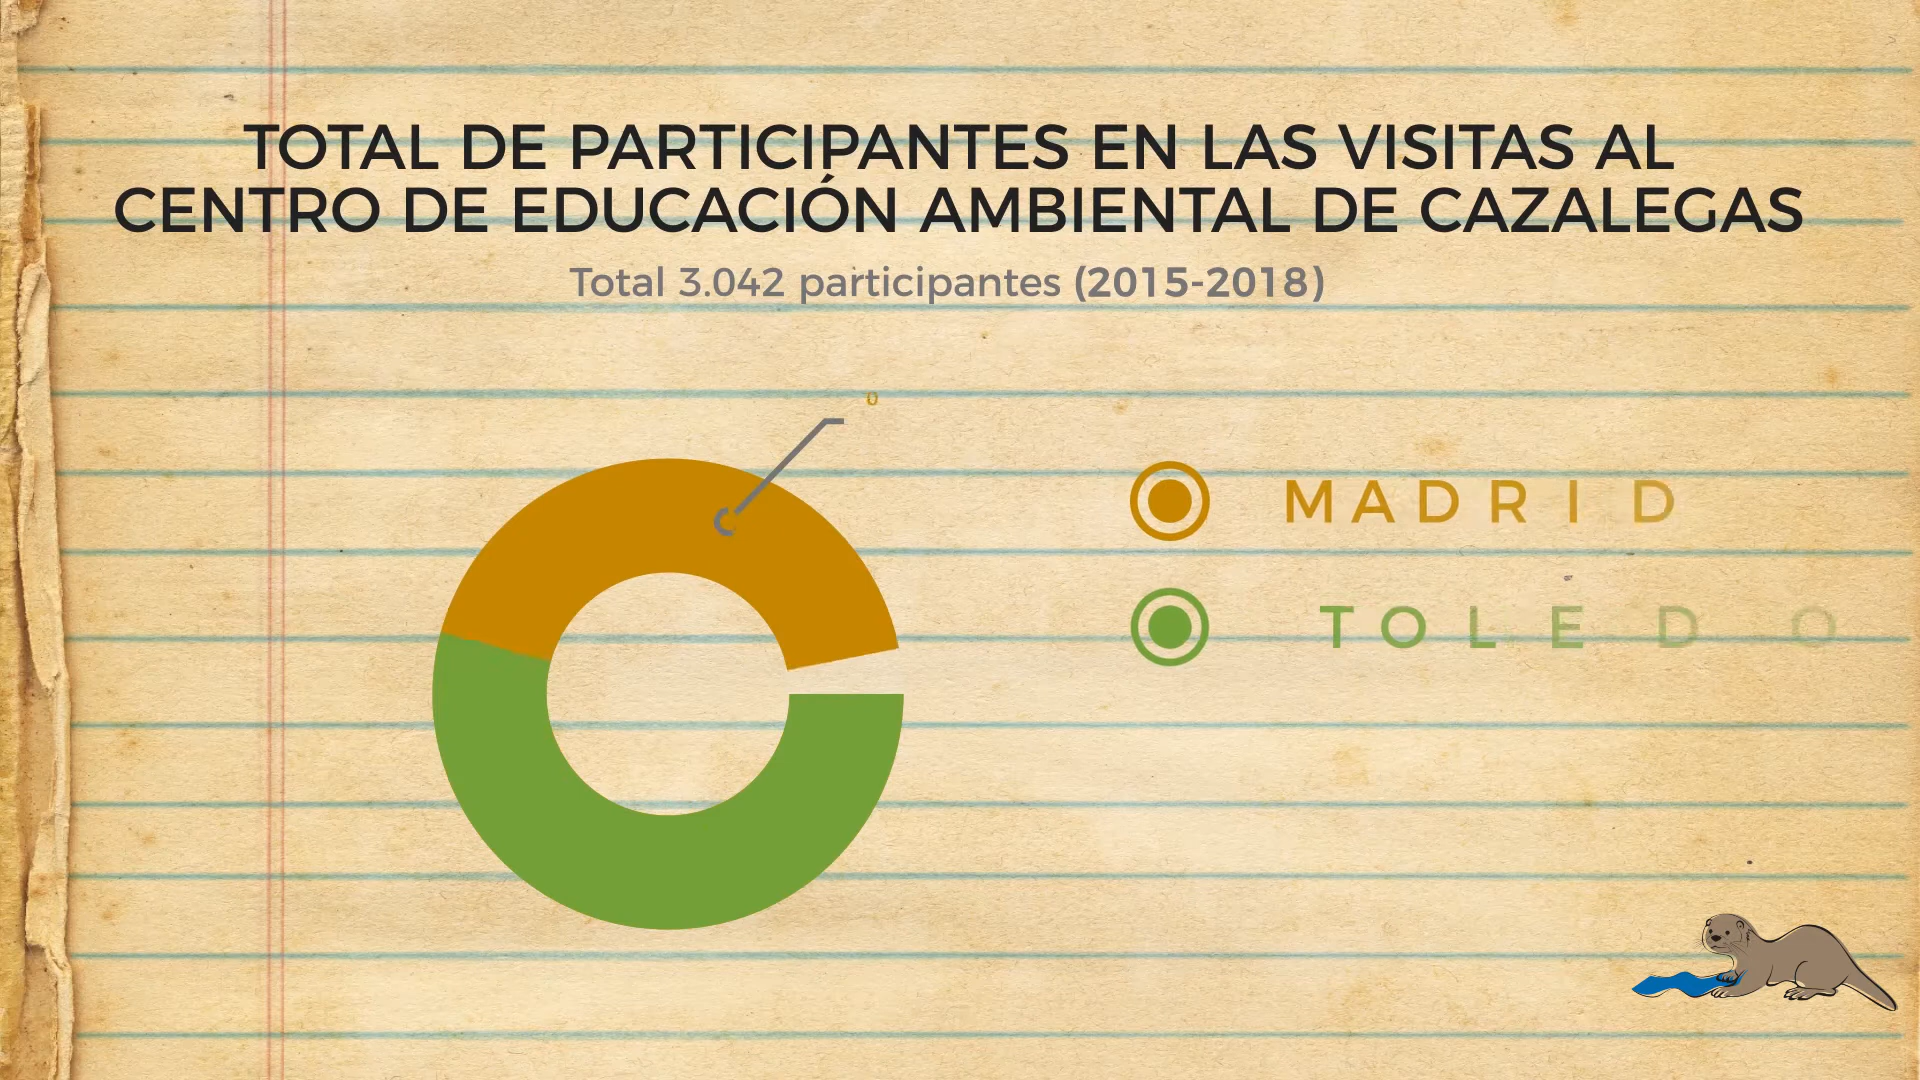 TOTAL DE PARTICIPANTES EN LAS VISITAS AL
CENTRO DE EDUCACIÓN AMBIENTAL DE CAZALEGAS
Total 3.042 participantes (2015-2018)
0
MADRID
TOLEDO